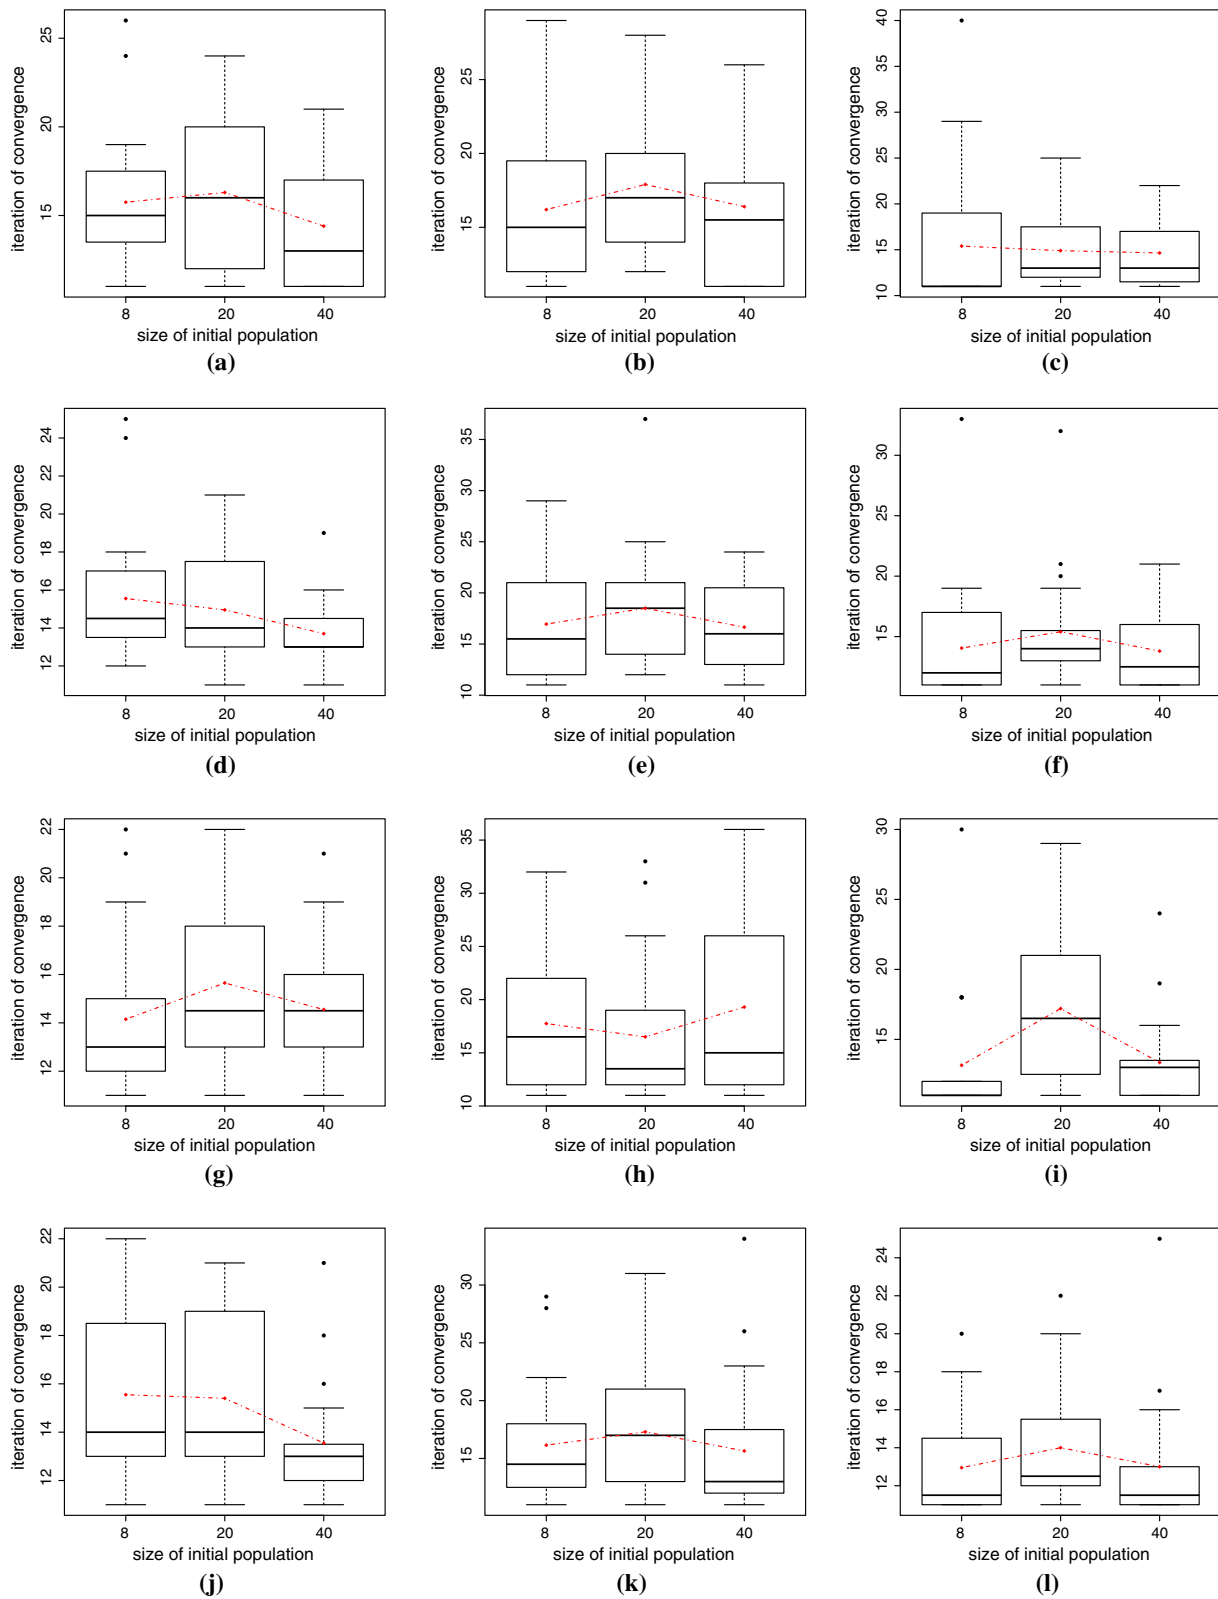 iteration of convergence
25
20
15
8 20 40
size of initial population
(a)
iteration of convergence
25
20
15
8 20 40
size of initial population
(b)
iteration of convergence
40
35
30
25
20
15
10
8 20 40
size of initial population
(c)
iteration of convergence
24
22
20
18
16
14
12
8 20 40
size of initial population
(d)
iteration of convergence
35
30
25
20
15
10
8 20 40
size of initial population
(e)
iteration of convergence
30
25
20
15
8 20 40
size of initial population
(f)
iteration of convergence
22
20
18
16
14
12
8 20 40
size of initial population
(g)
iteration of convergence
35
30
25
20
15
10
8 20 40
size of initial population
(h)
iteration of convergence
30
25
20
15
8 20 40
size of initial population
(i)
iteration of convergence
22
20
18
16
14
12
8 20 40
size of initial population
(j)
iteration of convergence
30
25
20
15
8 20 40
size of initial population
(k)
iteration of convergence
24
22
20
18
16
14
12
8 20 40
size of initial population
(l)